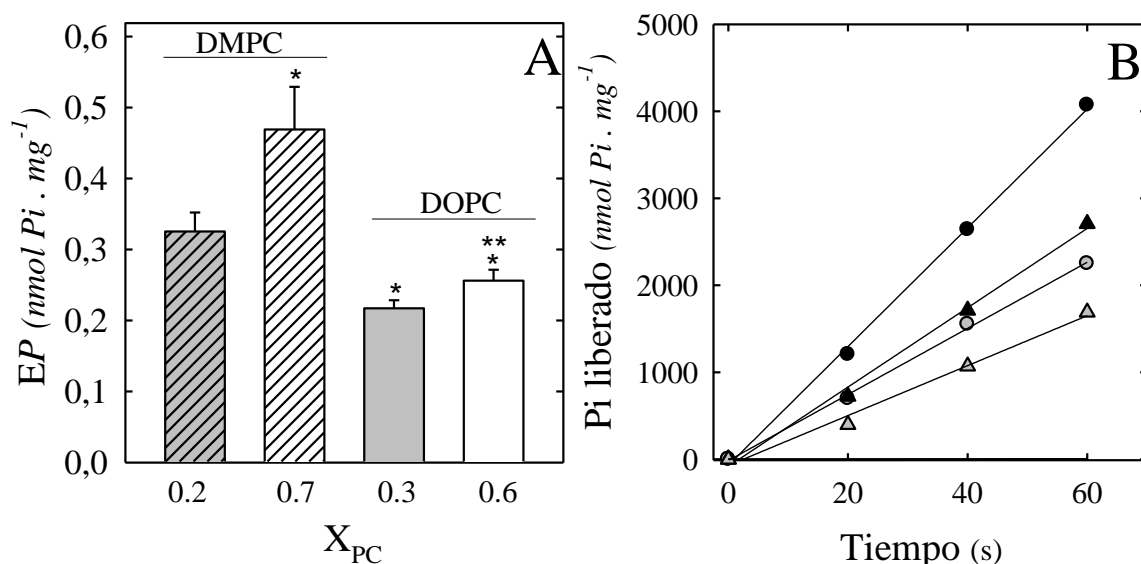 A
EP (nmol Pi . mg-1)
0,6
0,5
0,4
0,3
0,2
0,1
0,0
DMPC
*
DOPC
*
**
*
0.2 0.7 0.3 0.6
XPC
B
Pi liberado (nmol Pi . mg-1)
5000
4000
3000
2000
1000
0
0 20 40 60
Tiempo (s)